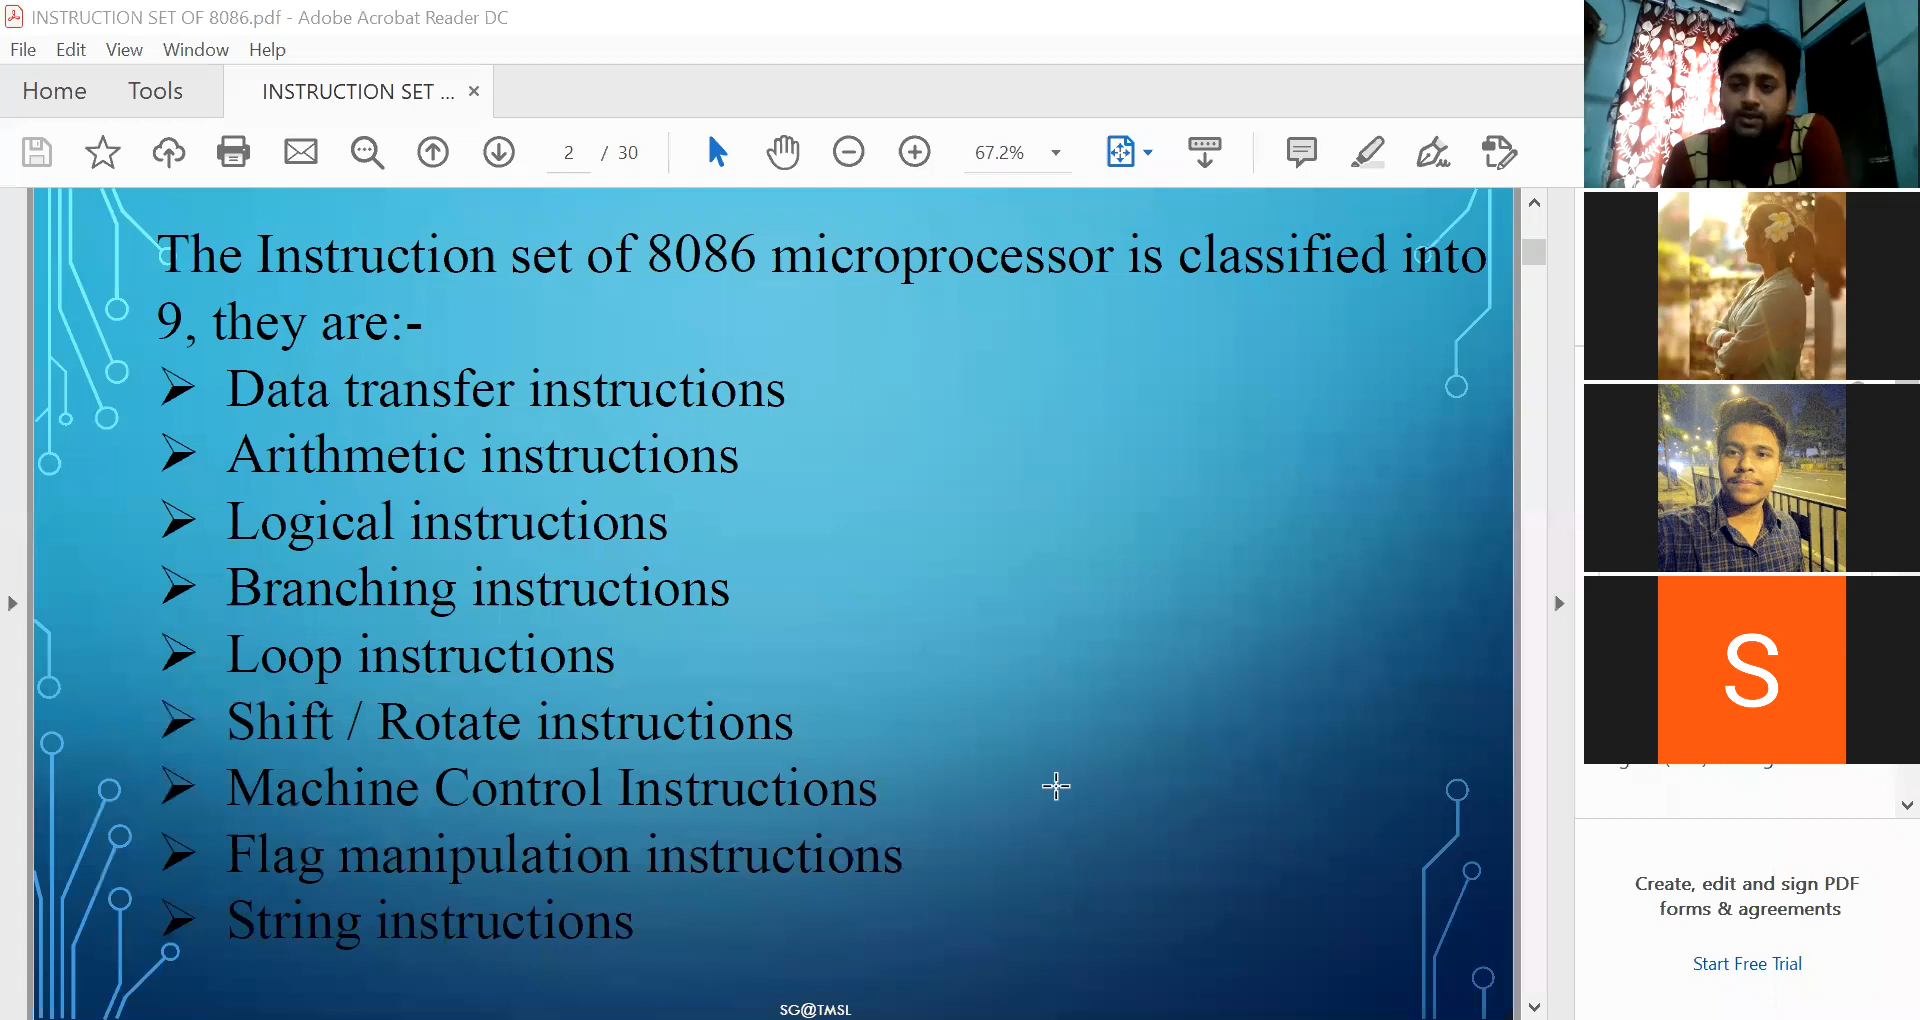 INSTRUCTION SET OF 8086.pdf - Adobe Acrobat Reader DC
File Edit View Window Help
Home Tools INSTRUCTION SET ... ×
2 / 30 67.2%
The Instruction set of 8086 microprocessor is classified into
9, they are:-
➢ Data transfer instructions
➢ Arithmetic instructions
➢ Logical instructions
➢ Branching instructions
➢ Loop instructions
➢ Shift / Rotate instructions
➢ Machine Control Instructions
➢ Flag manipulation instructions
➢ String instructions
SG@TMSL
S
Create, edit and sign PDF
forms & agreements
Start Free Trial